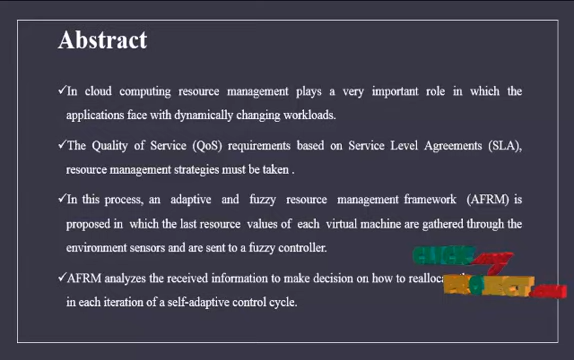 Abstract
✓In cloud computing resource management plays a very important role in which the
applications face with dynamically changing workloads.
✓The Quality of Service (QoS) requirements based on Service Level Agreements (SLA),
resource management strategies must be taken .
✓In this process, an adaptive and fuzzy resource management framework (AFRM) is
proposed in which the last resource values of each virtual machine are gathered through the
environment sensors and are sent to a fuzzy controller.
✓AFRM analyzes the received information to make decision on how to
in each iteration of a self-adaptive control cycle.